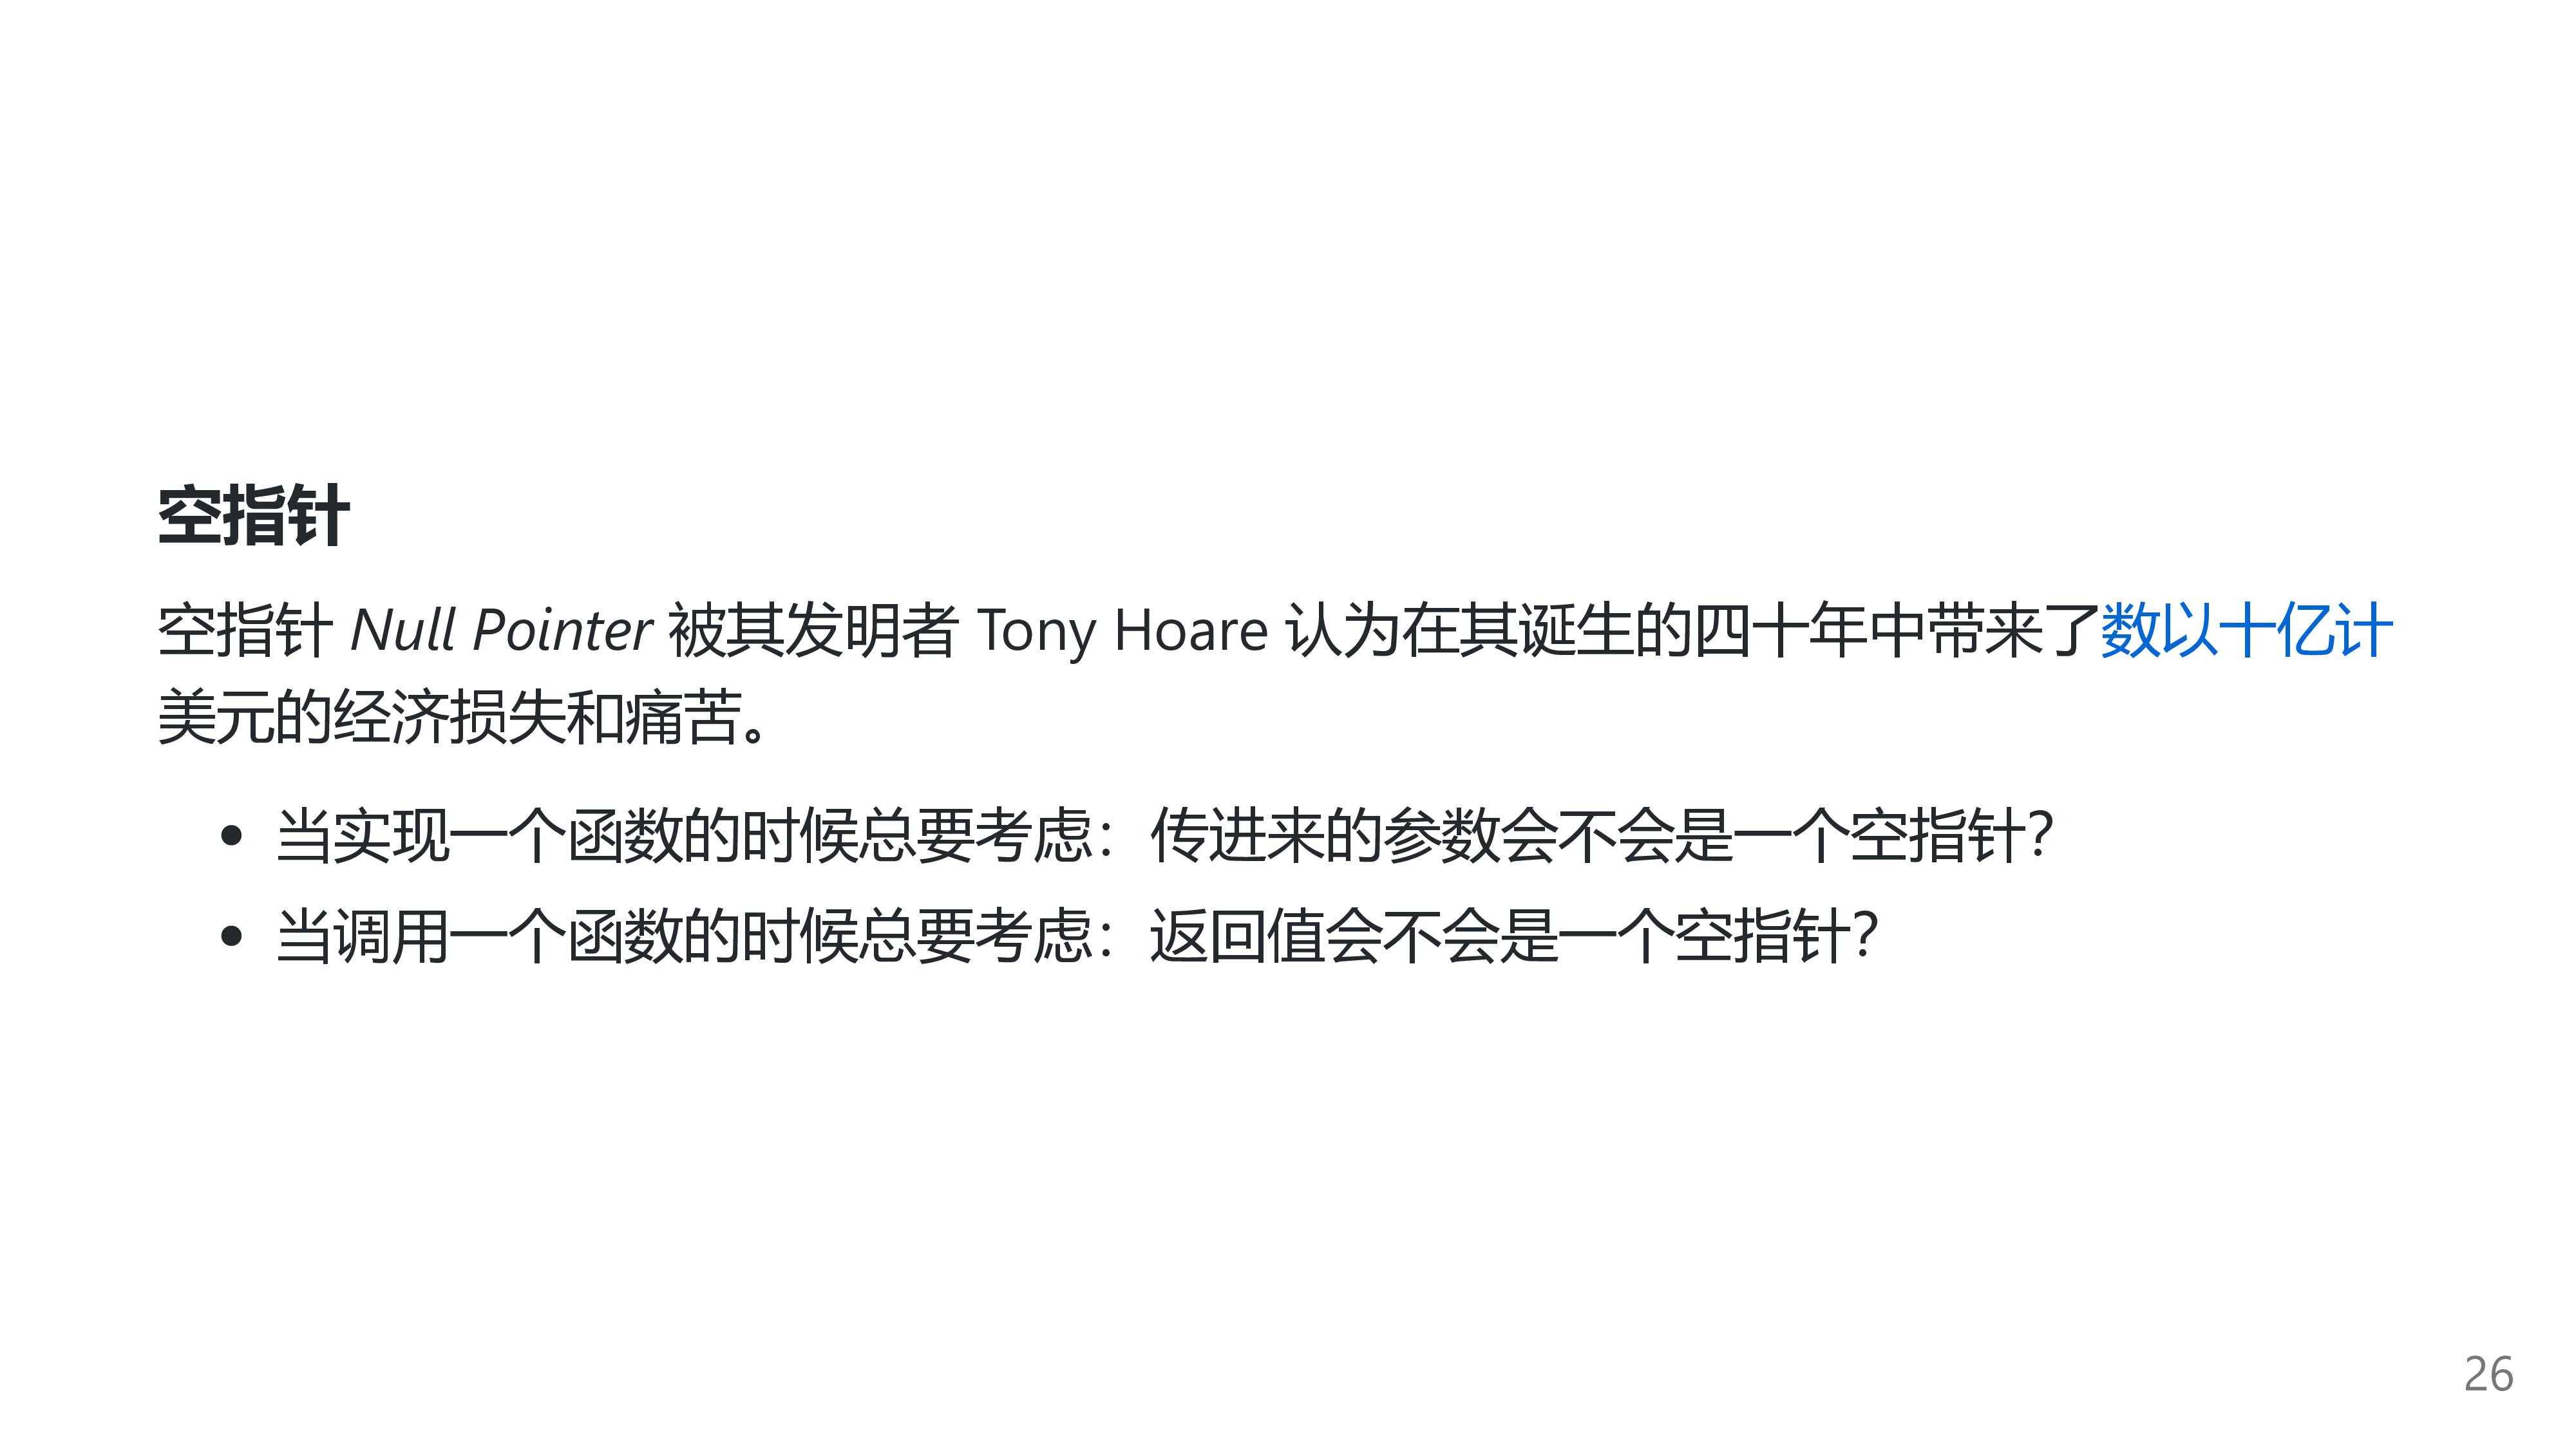 空指针
空指针 Null Pointer 被其发明者 Tony Hoare 认为在其诞生的四十年中带来了数以十亿计
美元的经济损失和痛苦。
• 当实现一个函数的时候总要考虑：传进来的参数会不会是一个空指针？
• 当调用一个函数的时候总要考虑：返回值会不会是一个空指针？
26